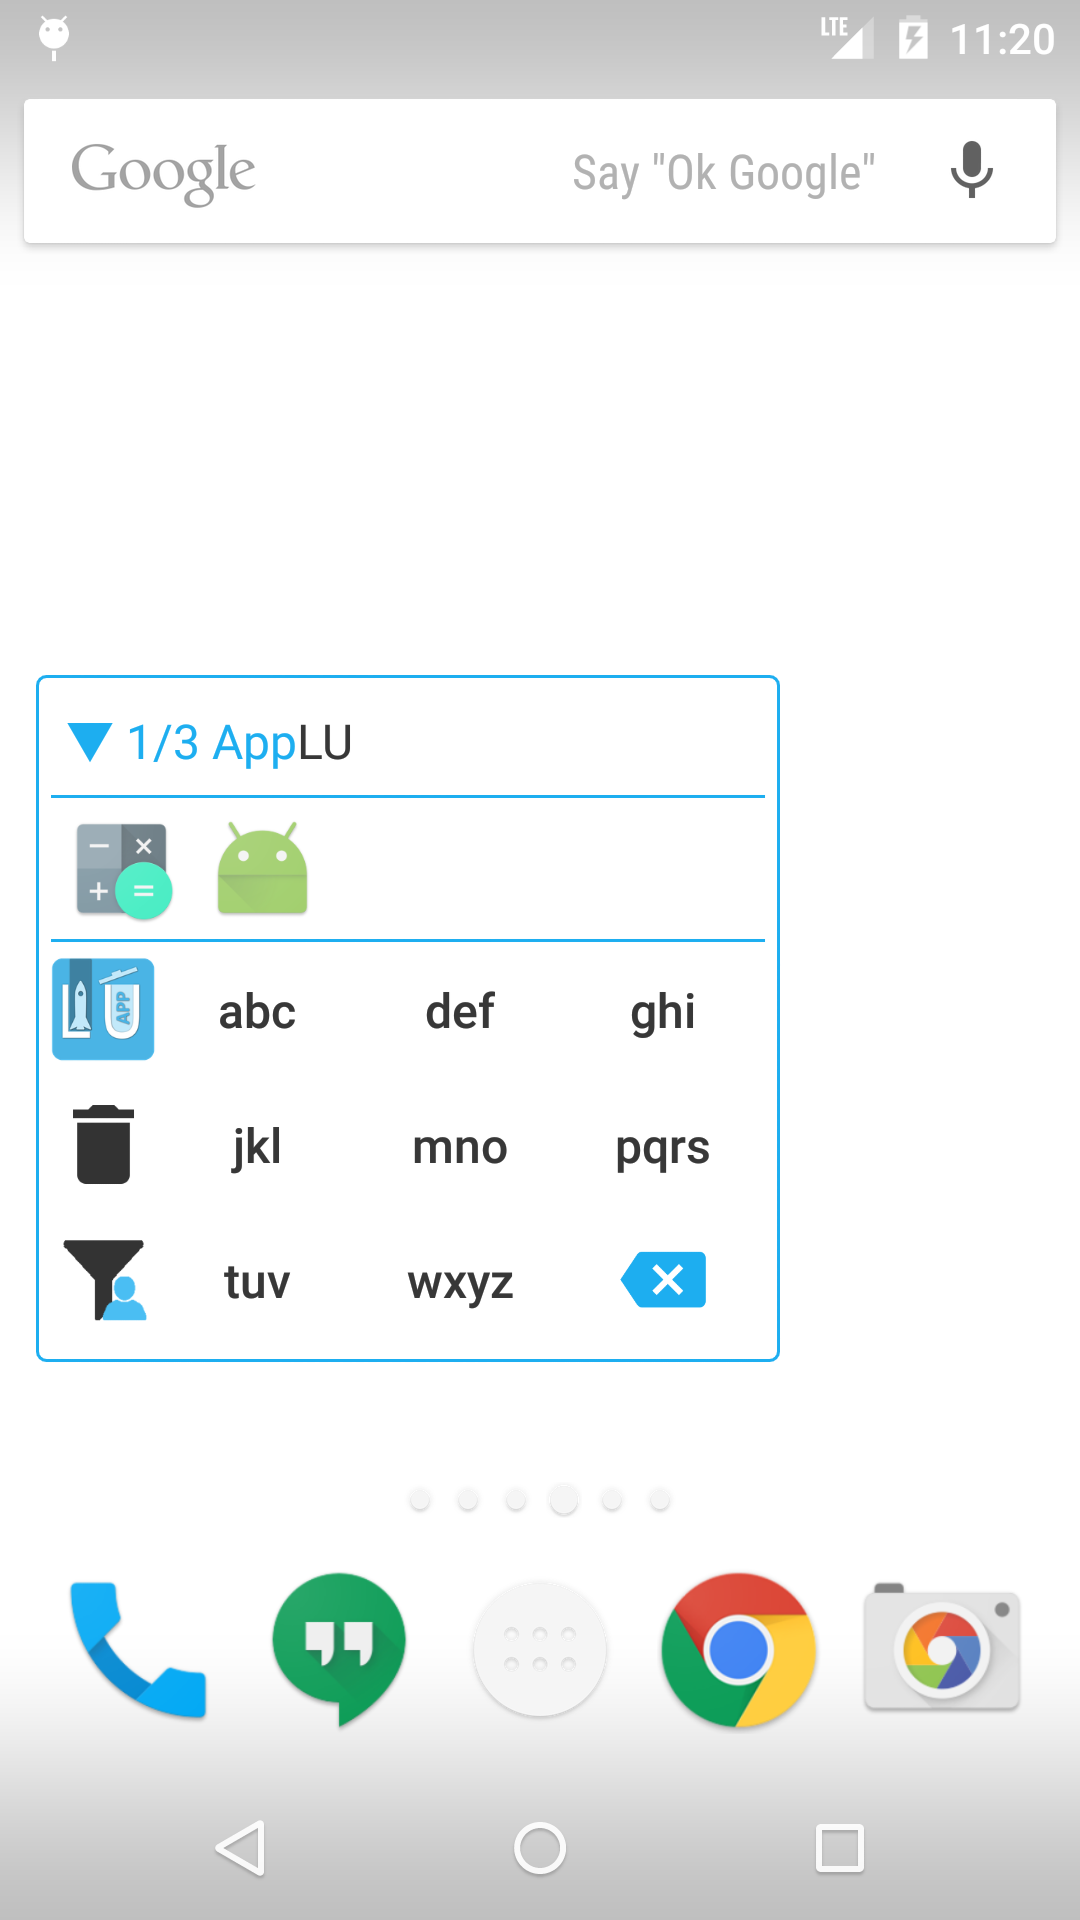 LTE 11:20
Google Say "Ok Google"
1/3 AppLU
LU APP abc def ghi
jkl mno pqrs
tuv wxyz